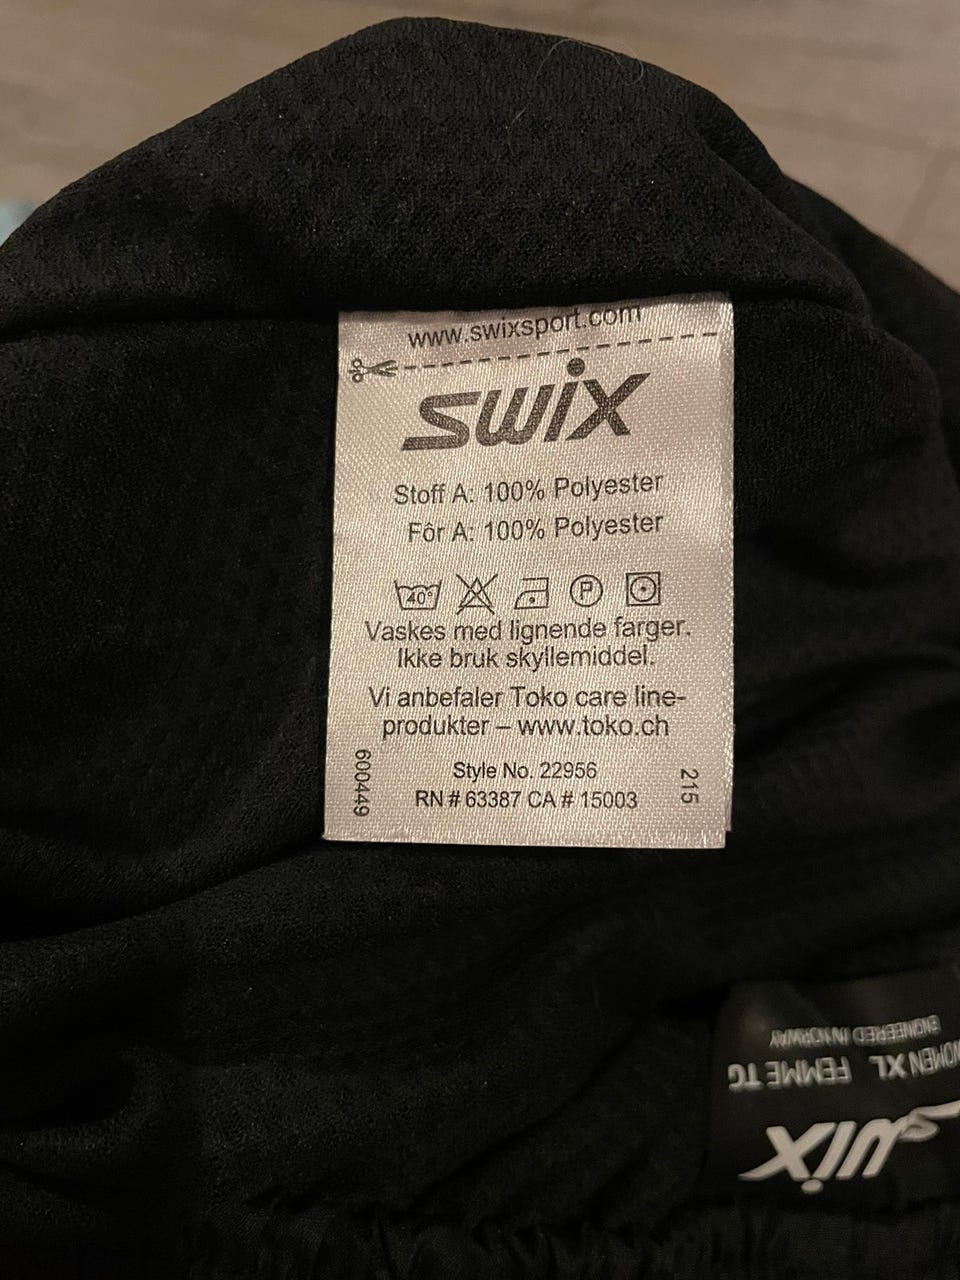 www.swixsport.com
swix
Stoff A: 100% Polyester
Fôr A: 100% Polyester
40°
P
Vaskes med lignende farger.
Ikke bruk skyllemiddel.
Vi anbefaler Toko care line-
produkter – www.toko.ch
Style No. 22956
RN # 63387 CA # 15003
600449
215
swix
WOMEN XL FEMME TG
ENGINEERED IN NORWAY